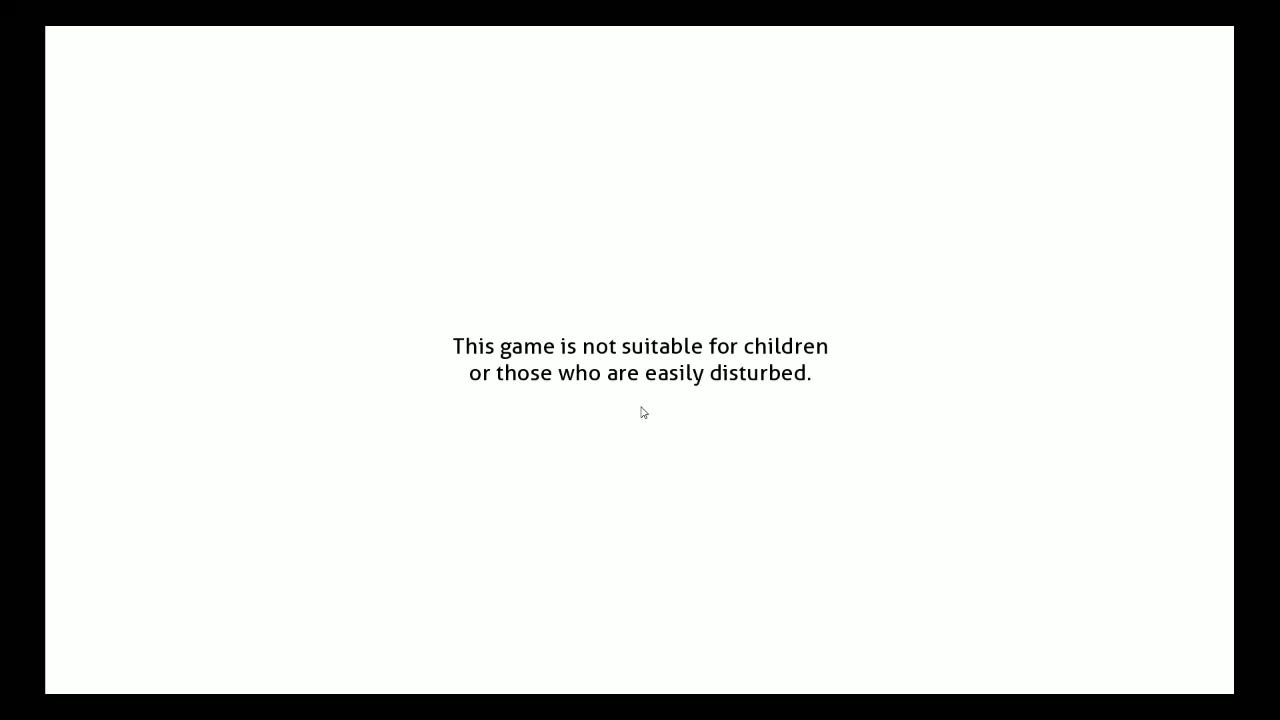 This game is not suitable for children
or those who are easily disturbed.